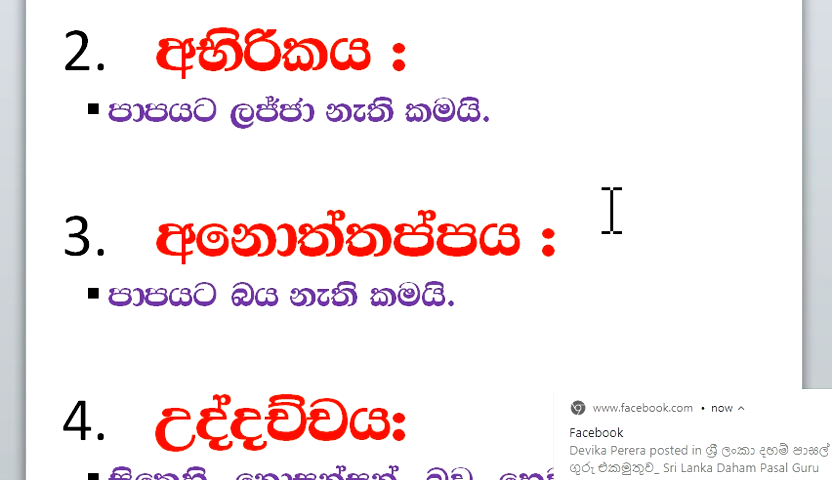 2. අභිරිකය :
▪ පාපයට ලජ්ජා නැති කමයි.
3. අනොත්තප්පය :
▪ පාපයට බය නැති කමයි.
4. උද්දච්චය:
www.facebook.com • now
Facebook
Devika Perera posted in ශ්‍රී ලංකා දහම් පාසල්
ගුරු එකමුතුව_ Sri Lanka Daham Pasal Guru